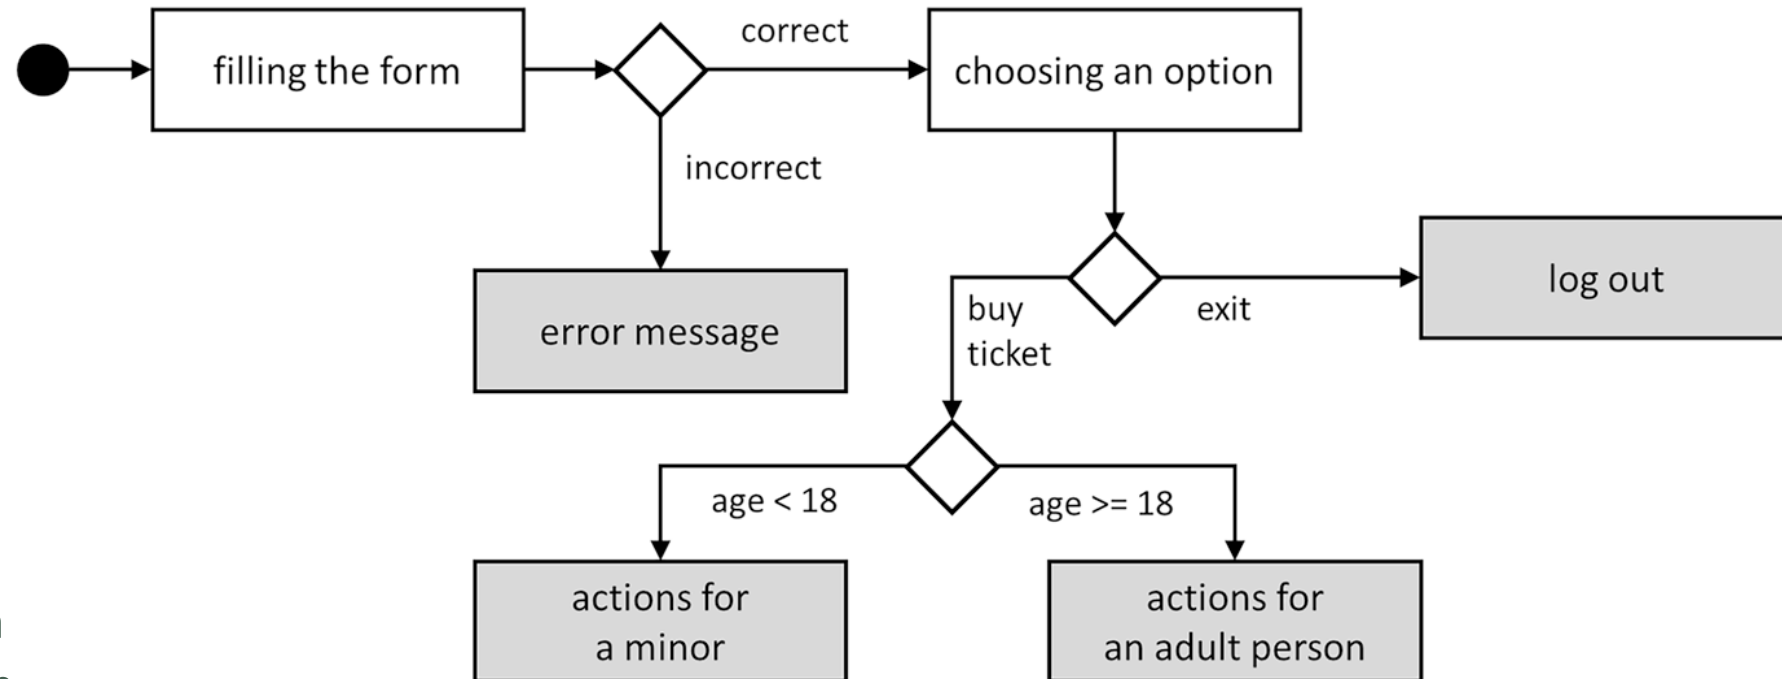 filling the form
correct
choosing an option
incorrect
error message
buy
ticket
exit
log out
age < 18
age >= 18
actions for
a minor
actions for
an adult person